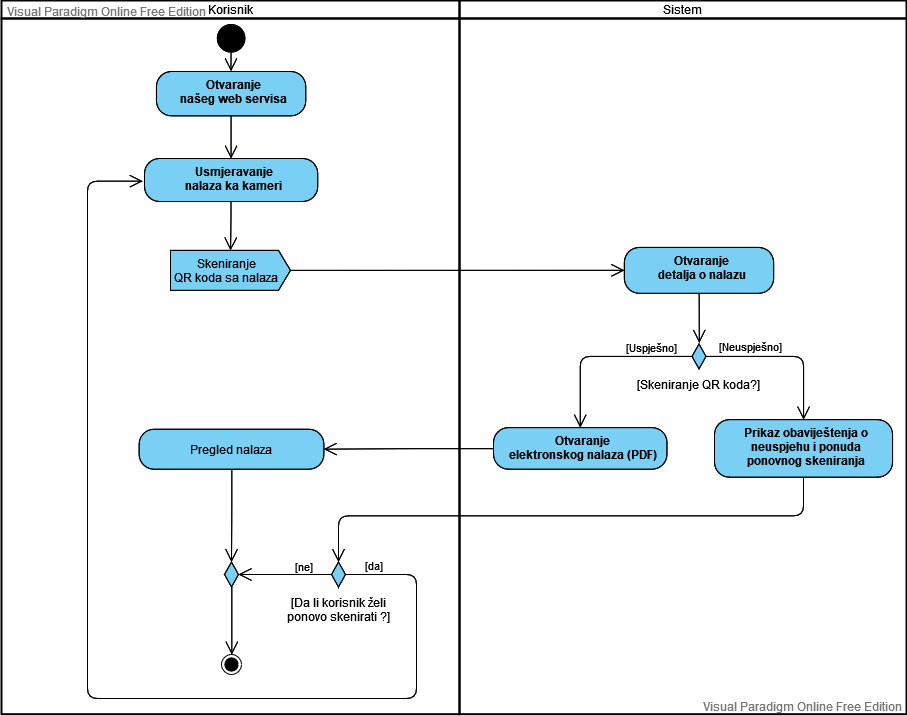 Visual Paradigm Online Free Edition
Korisnik
Sistem
Otvaranje
našeg web servisa
Usmjeravanje
nalaza ka kameri
Skeniranje
QR koda sa nalaza
Otvaranje
detalja o nalazu
[Uspješno]
[Neuspješno]
[Skeniranje QR koda?]
Pregled nalaza
Otvaranje
elektronskog nalaza (PDF)
Prikaz obaviještenja o
neuspjehu i ponuda
ponovnog skeniranja
[ne]
[da]
[Da li korisnik želi
ponovo skenirati ?]
Visual Paradigm Online Free Edition